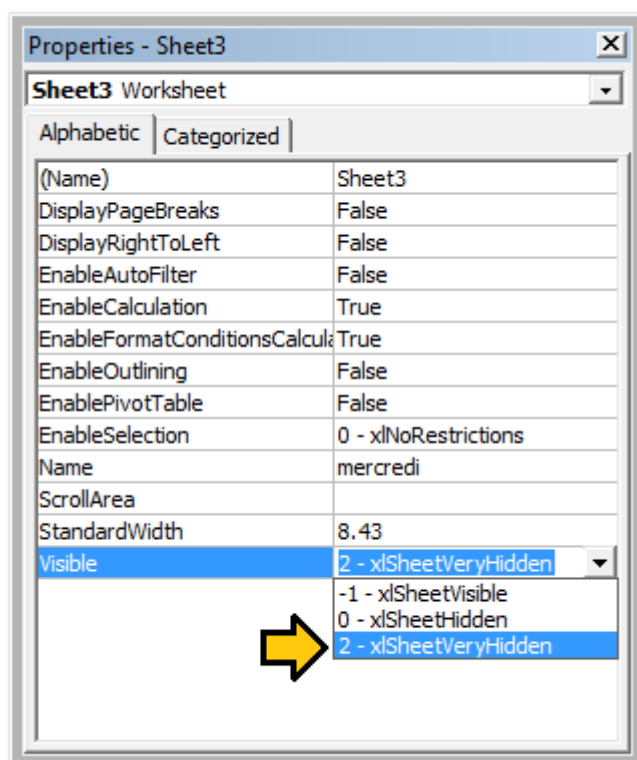 Properties - Sheet3
Sheet3 Worksheet
Alphabetic Categorized
(Name) Sheet3
DisplayPageBreaks False
DisplayRightToLeft False
EnableAutoFilter False
EnableCalculation True
EnableFormatConditionsCalcula True
EnableOutlining False
EnablePivotTable False
EnableSelection 0 - xlNoRestrictions
Name mercredi
ScrollArea
StandardWidth 8.43
Visible 2 - xlSheetVeryHidden
-1 - xlSheetVisible
0 - xlSheetHidden
2 - xlSheetVeryHidden